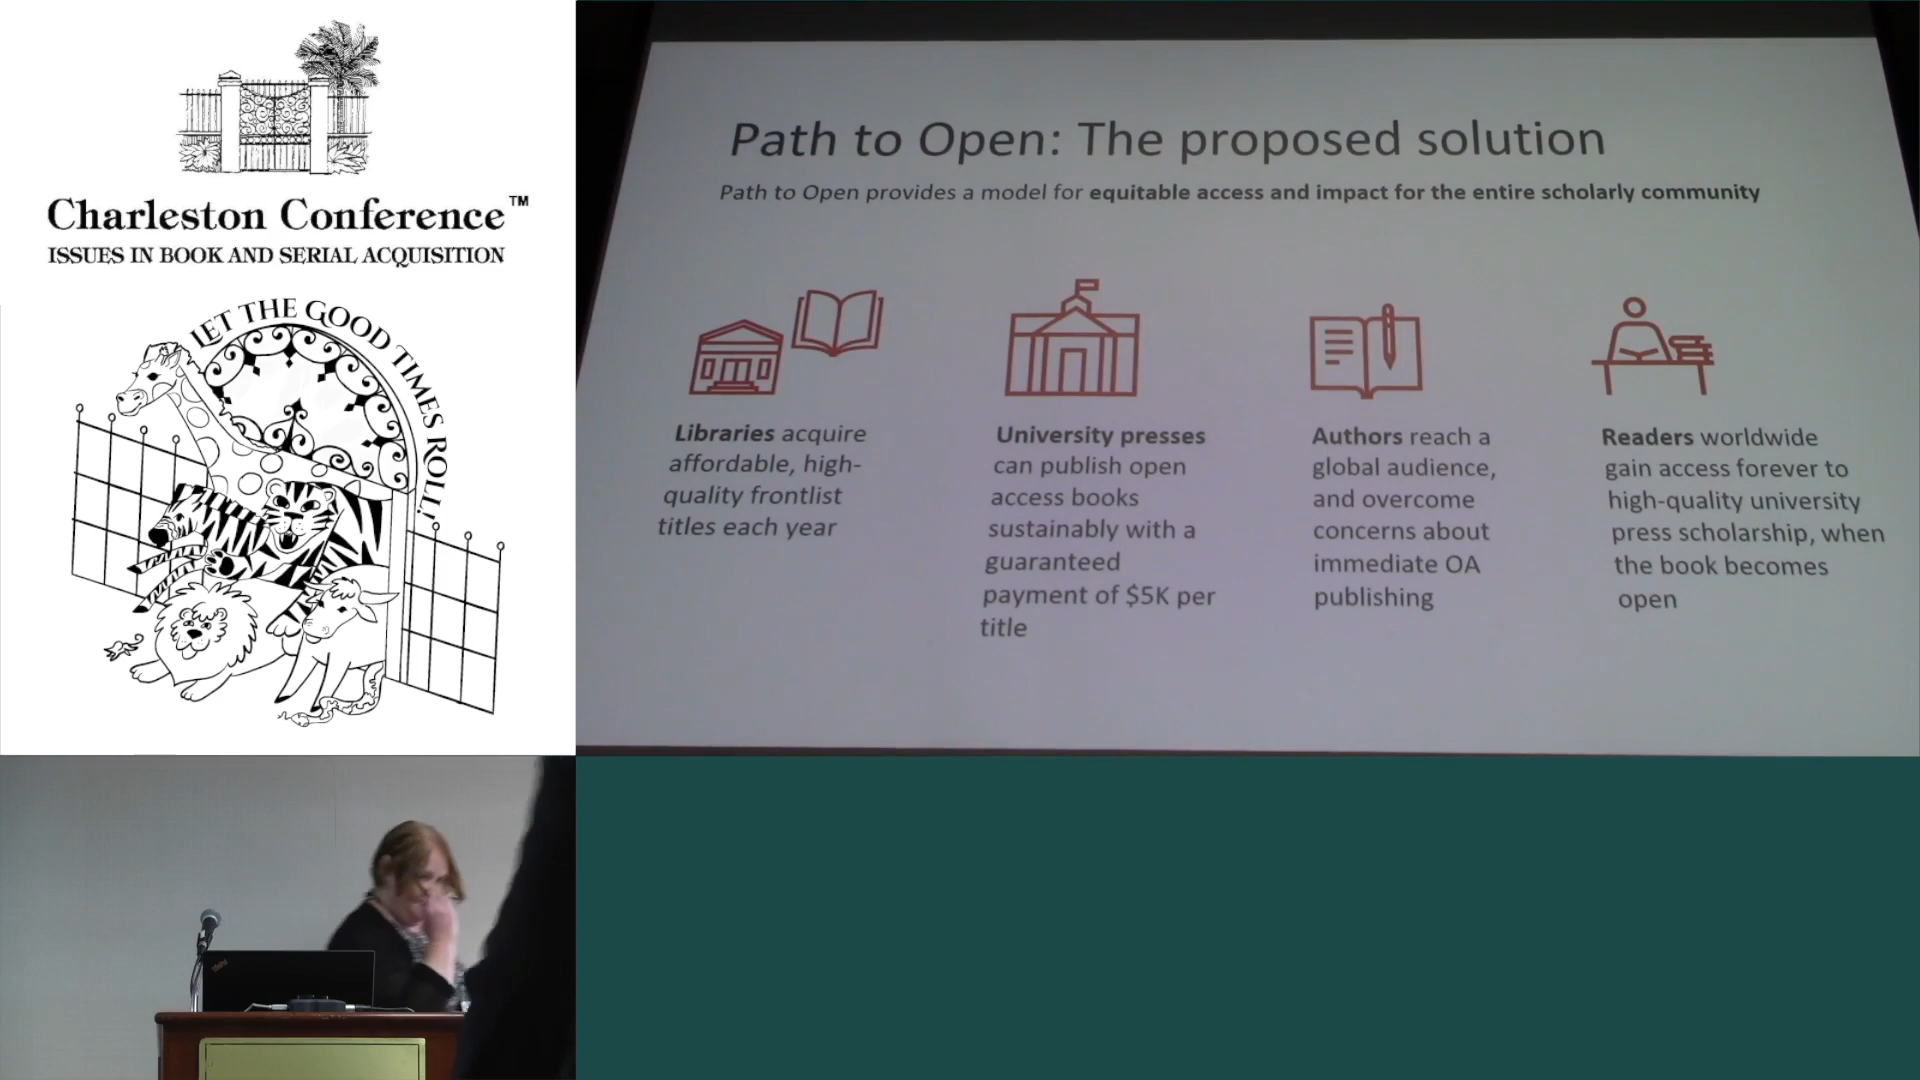 Charleston Conference™
ISSUES IN BOOK AND SERIAL ACQUISITION
LET THE GOOD TIMES ROLL!
Path to Open: The proposed solution
Path to Open provides a model for equitable access and impact for the entire scholarly community
Libraries acquire
affordable, high-
quality frontlist
titles each year
University presses
can publish open
access books
sustainably with a
guaranteed
payment of $5K per
title
Authors reach a
global audience,
and overcome
concerns about
immediate OA
publishing
Readers worldwide
gain access forever to
high-quality university
press scholarship, when
the book becomes
open